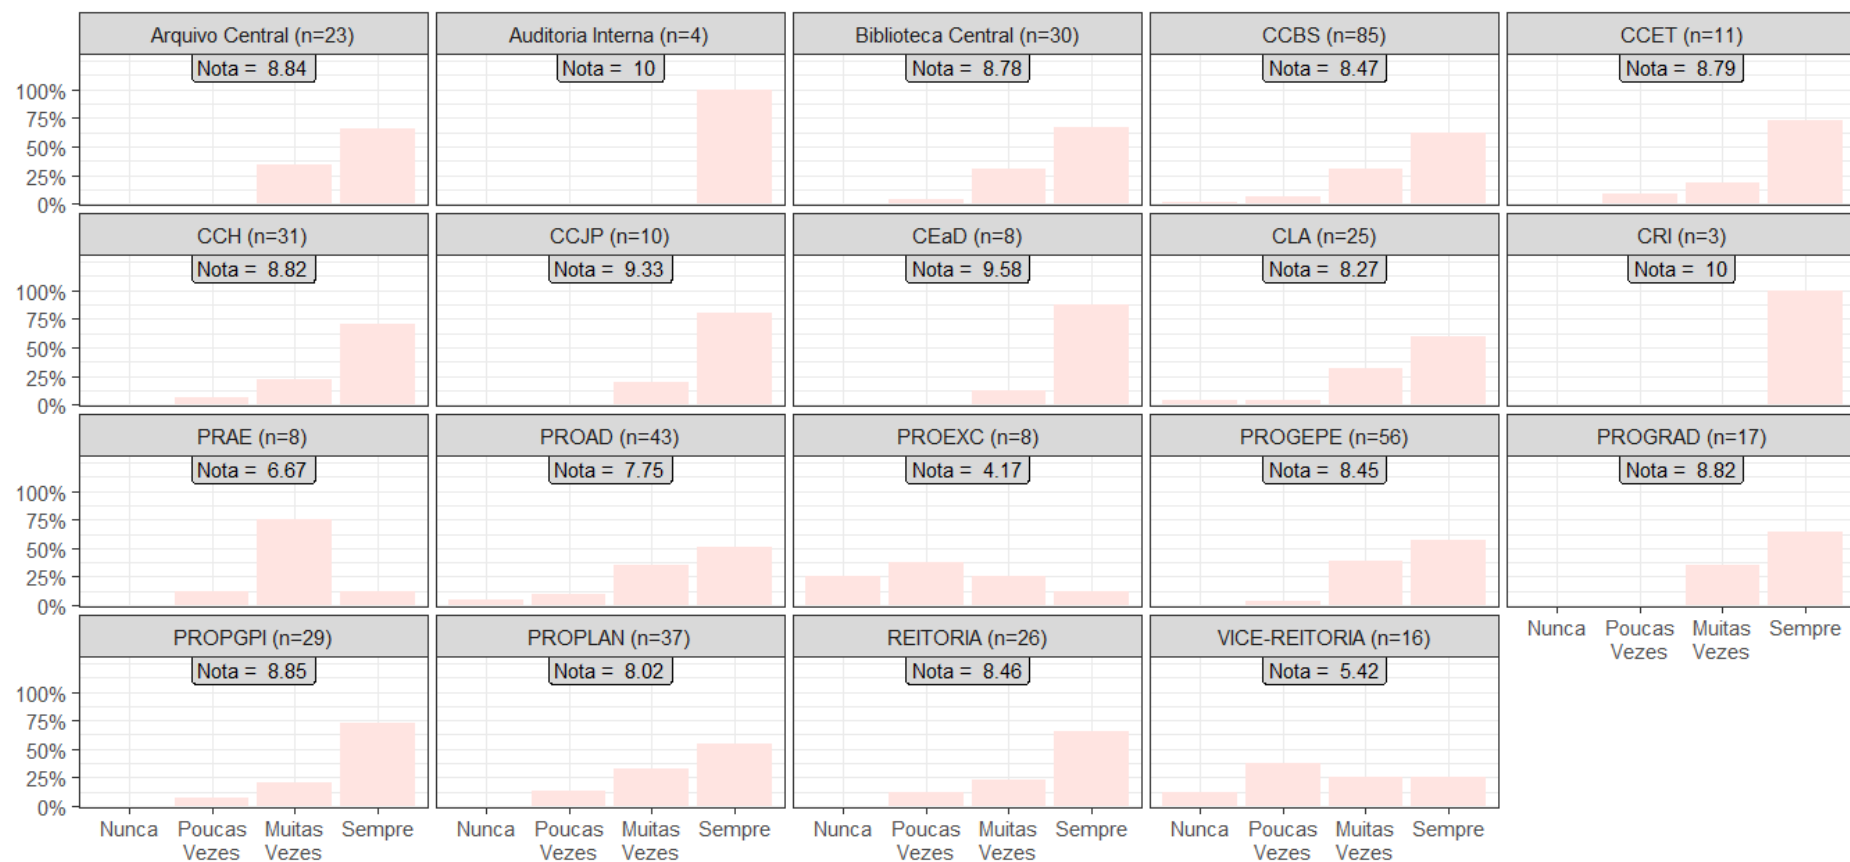 Arquivo Central (n=23)
Auditoria Interna (n=4)
Biblioteca Central (n=30)
CCBS (n=85)
CCET (n=11)
Nota = 8.84
Nota = 10
Nota = 8.78
Nota = 8.47
Nota = 8.79
100%
75%
50%
25%
0%
CCH (n=31)
CCJP (n=10)
CEaD (n=8)
CLA (n=25)
CRI (n=3)
Nota = 8.82
Nota = 9.33
Nota = 9.58
Nota = 8.27
Nota = 10
100%
75%
50%
25%
0%
PRAE (n=8)
PROAD (n=43)
PROEXC (n=8)
PROGEPE (n=56)
PROGRAD (n=17)
Nota = 6.67
Nota = 7.75
Nota = 4.17
Nota = 8.45
Nota = 8.82
100%
75%
50%
25%
0%
Nunca
Poucas
Vezes
Muitas
Vezes
Sempre
PROPGPI (n=29)
PROPLAN (n=37)
REITORIA (n=26)
VICE-REITORIA (n=16)
Nota = 8.85
Nota = 8.02
Nota = 8.46
Nota = 5.42
100%
75%
50%
25%
0%
Nunca
Poucas
Vezes
Muitas
Vezes
Sempre
Nunca
Poucas
Vezes
Muitas
Vezes
Sempre
Nunca
Poucas
Vezes
Muitas
Vezes
Sempre
Nunca
Poucas
Vezes
Muitas
Vezes
Sempre